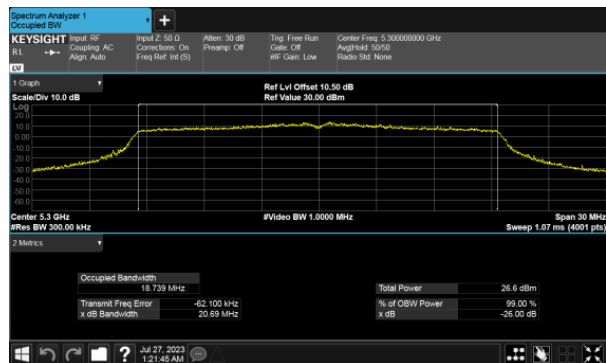 Spectrum Analyzer 1
Occupied BW
KEYSIGHT Input: RF Input Z: 50 Ω Atten: 30 dB Trig: Free Run Center Freq: 5.300000000 GHz
RL Coupling: AC Corrections: On Preamp: Off Gate: Off Avg|Hold: 50/50
Align: Auto Freq Ref: Int (S) #IF Gain: Low Radio Std: None
LXI
1 Graph Ref Lvl Offset 10.50 dB
Scale/Div 10.0 dB Ref Value 30.00 dBm
Log
20.0
10.0
0.00
-10.0
-20.0
-30.0
-40.0
-50.0
-60.0
Center 5.3 GHz #Video BW 1.0000 MHz Span 30 MHz
#Res BW 300.00 kHz Sweep 1.07 ms (4001 pts)
2 Metrics
Occupied Bandwidth
18.739 MHz Total Power 26.6 dBm
Transmit Freq Error -62.100 kHz % of OBW Power 99.00 %
x dB Bandwidth 20.69 MHz x dB -26.00 dB
Jul 27, 2023
1:21:45 AM